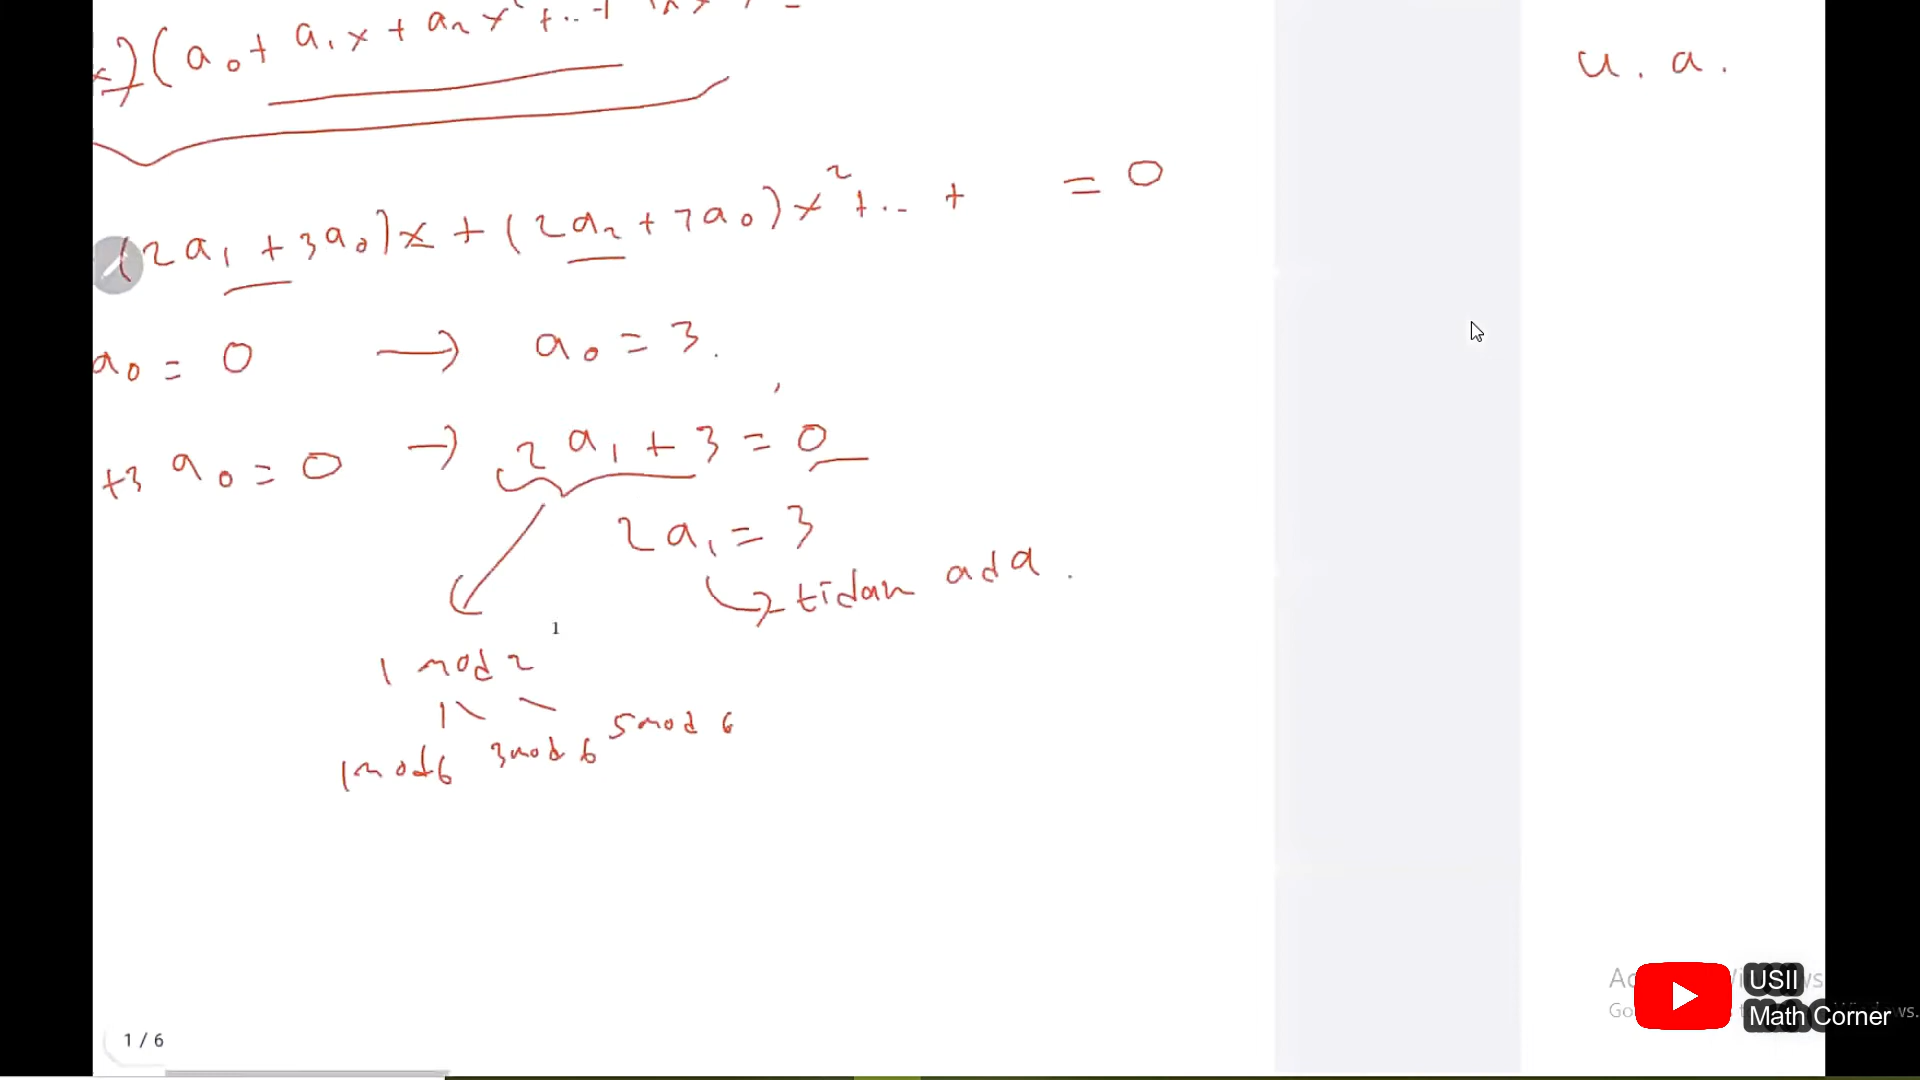 x)(a₀ + a₁x + a₂x² + ... +
u . a .
(2a₁ + 3a₀)x + (2a₂ + 7a₀)x² + ... + = 0
a₀ = 0 → a₀ = 3 .
+3 a₀ = 0 → 2a₁ + 3 = 0
2a₁ = 3
tidak ada .
1
1 mod 2
1 mod 6 3 mod 6 5 mod 6
USII
Math Corner
1 / 6